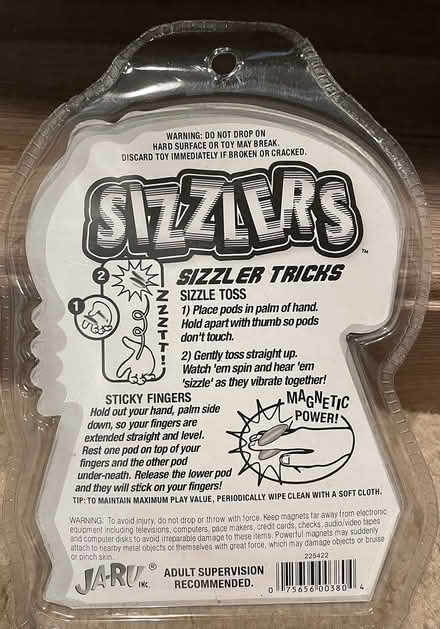 WARNING: DO NOT DROP ON
HARD SURFACE OR TOY MAY BREAK.
DISCARD TOY IMMEDIATELY IF BROKEN OR CRACKED.
SIZZLERS™
SIZZLER TRICKS
2
1
ZZZTT!
SIZZLE TOSS
1) Place pods in palm of hand.
Hold apart with thumb so pods
don't touch.
2) Gently toss straight up.
Watch 'em spin and hear 'em
'sizzle' as they vibrate together!
STICKY FINGERS
Hold out your hand, palm side
down, so your fingers are
extended straight and level.
Rest one pod on top of your
fingers and the other pod
under-neath. Release the lower pod
and they will stick on your fingers!
MAGNETIC
POWER!
TIP: TO MAINTAIN MAXIMUM PLAY VALUE, PERIODICALLY WIPE CLEAN WITH A SOFT CLOTH.
WARNING: To avoid injury, do not drop or throw with force. Keep magnets far away from electronic
equipment including televisions, computers, pace makers, credit cards, checks, audio/video tapes
and computer disks to avoid irreparable damage to these items. Powerful magnets may suddenly
attach to nearby metal objects or themselves with great force, which may damage objects or bruise
or pinch skin.
JA-RU® INC.
ADULT SUPERVISION
RECOMMENDED.
225422
0 75656 00380 4